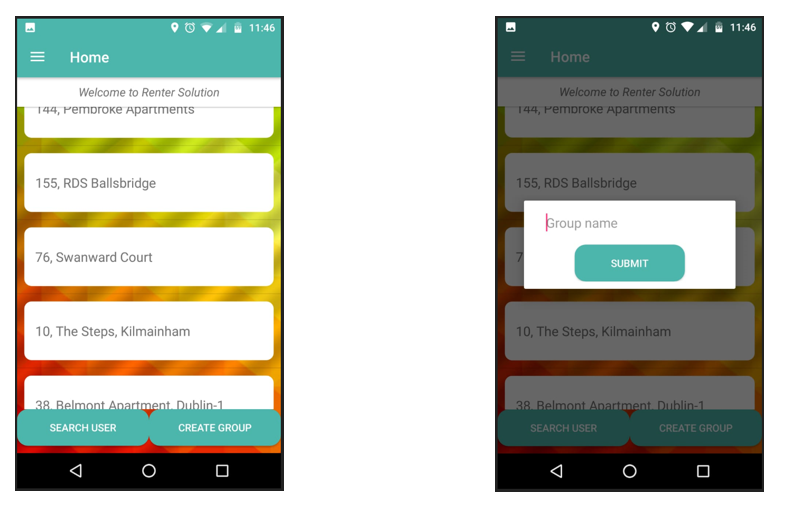 11:46
Home
Welcome to Renter Solution
144, Pembroke Apartments
155, RDS Ballsbridge
76, Swanward Court
10, The Steps, Kilmainham
38, Belmont Apartment, Dublin-1
SEARCH USER CREATE GROUP
11:46
Home
Welcome to Renter Solution
144, Pembroke Apartments
155, RDS Ballsbridge
Group name
7
SUBMIT
10, The Steps, Kilmainham
38, Belmont Apartment, Dublin-1
SEARCH USER CREATE GROUP